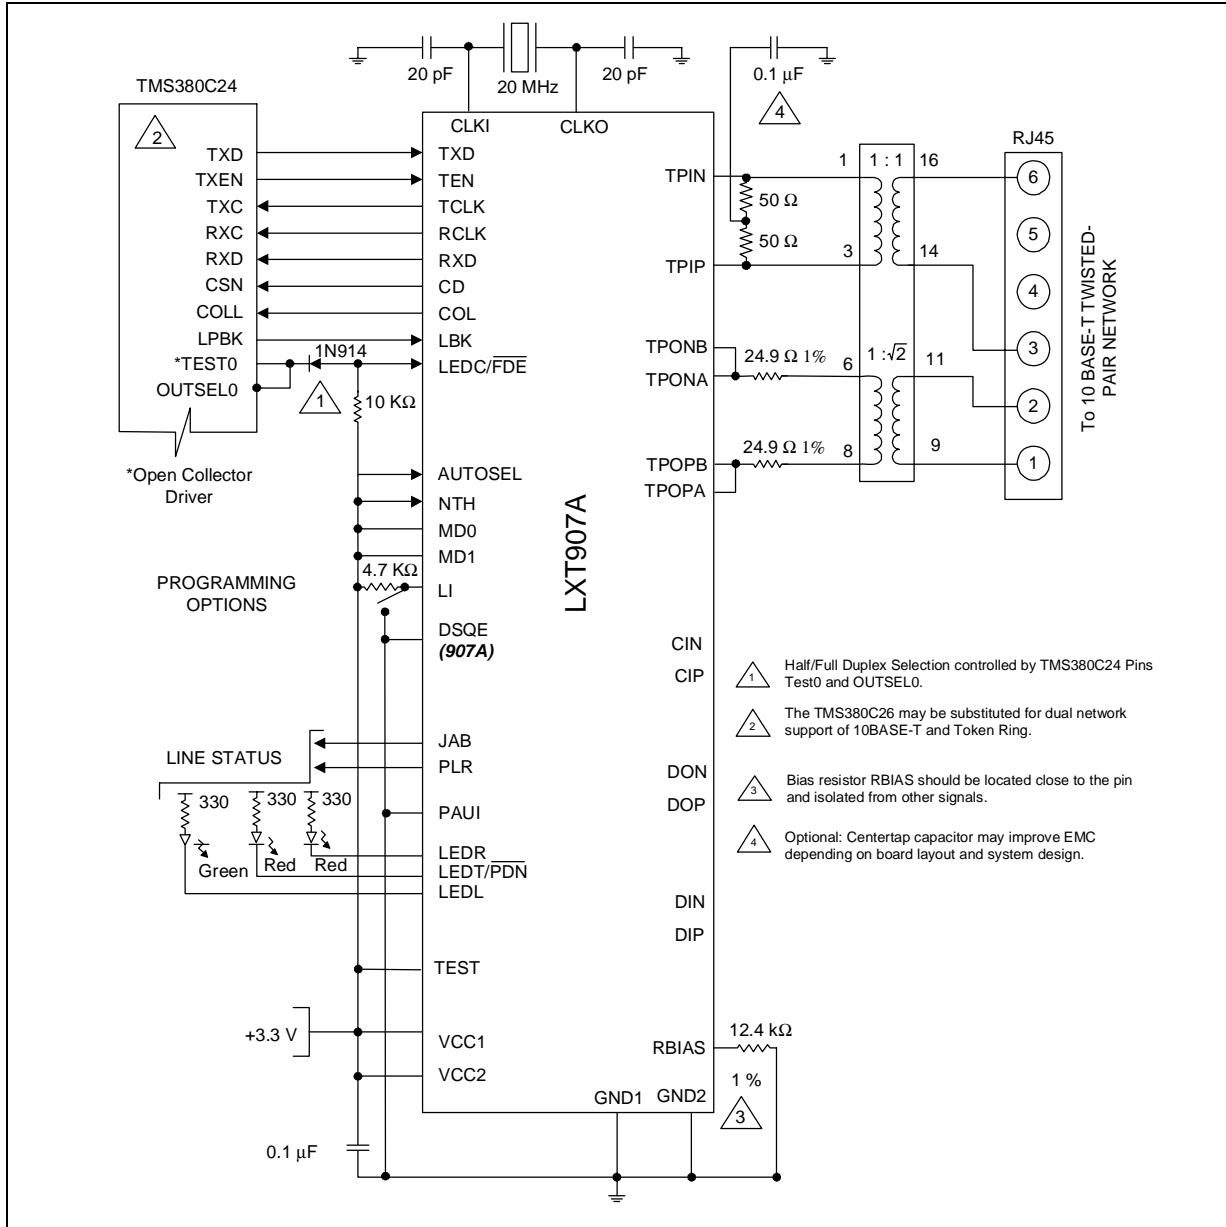 20 pF
20 MHz
20 pF
0.1 μF
4
TMS380C24
2
TXD
TXEN
TXC
RXC
RXD
CSN
COLL
LPBK
*TEST0
OUTSEL0
*Open Collector
Driver
1N914
1
10 KΩ
CLKI
CLKO
TXD
TEN
TCLK
RCLK
RXD
CD
COL
LBK
LEDC/FDE
AUTOSEL
NTH
MD0
MD1
4.7 KΩ
LI
DSQE
(907A)
PROGRAMMING
OPTIONS
JAB
PLR
LINE STATUS
330
330
330
Green
Red
Red
PAUI
LEDR
LEDT/PDN
LEDL
TEST
+3.3 V
VCC1
VCC2
0.1 μF
LXT907A
TPIN
50 Ω
50 Ω
TPIP
TPONB
TPONA
24.9 Ω 1%
TPOPB
TPOPA
24.9 Ω 1%
1
1 : 1
16
3
14
6
1 :√2
11
8
9
RJ45
6
5
4
3
2
1
To 10 BASE-T TWISTED-
PAIR NETWORK
CIN
CIP
DON
DOP
DIN
DIP
RBIAS
12.4 kΩ
1 %
3
GND1
GND2
1
Half/Full Duplex Selection controlled by TMS380C24 Pins
Test0 and OUTSEL0.
2
The TMS380C26 may be substituted for dual network
support of 10BASE-T and Token Ring.
3
Bias resistor RBIAS should be located close to the pin
and isolated from other signals.
4
Optional: Centertap capacitor may improve EMC
depending on board layout and system design.